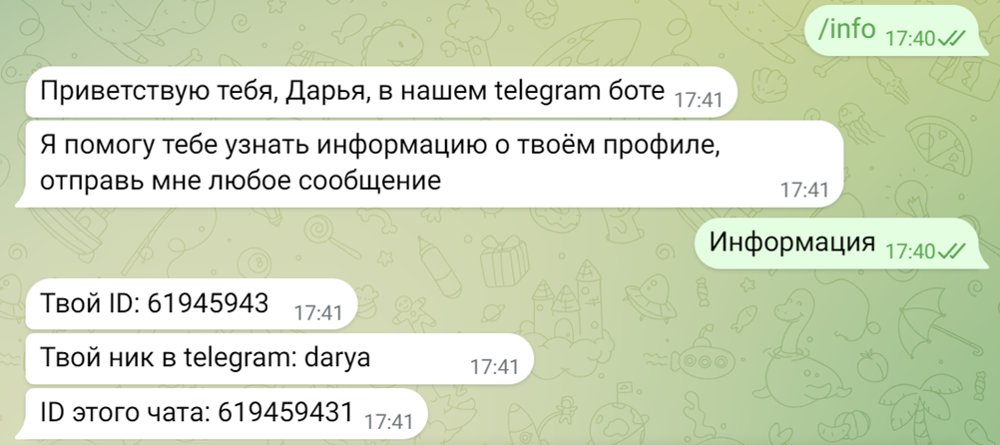 /info 17:40
Приветствую тебя, Дарья, в нашем telegram боте 17:41
Я помогу тебе узнать информацию о твоём профиле,
отправь мне любое сообщение 17:41
Информация 17:40
Твой ID: 61945943 17:41
Твой ник в telegram: darya 17:41
ID этого чата: 619459431 17:41